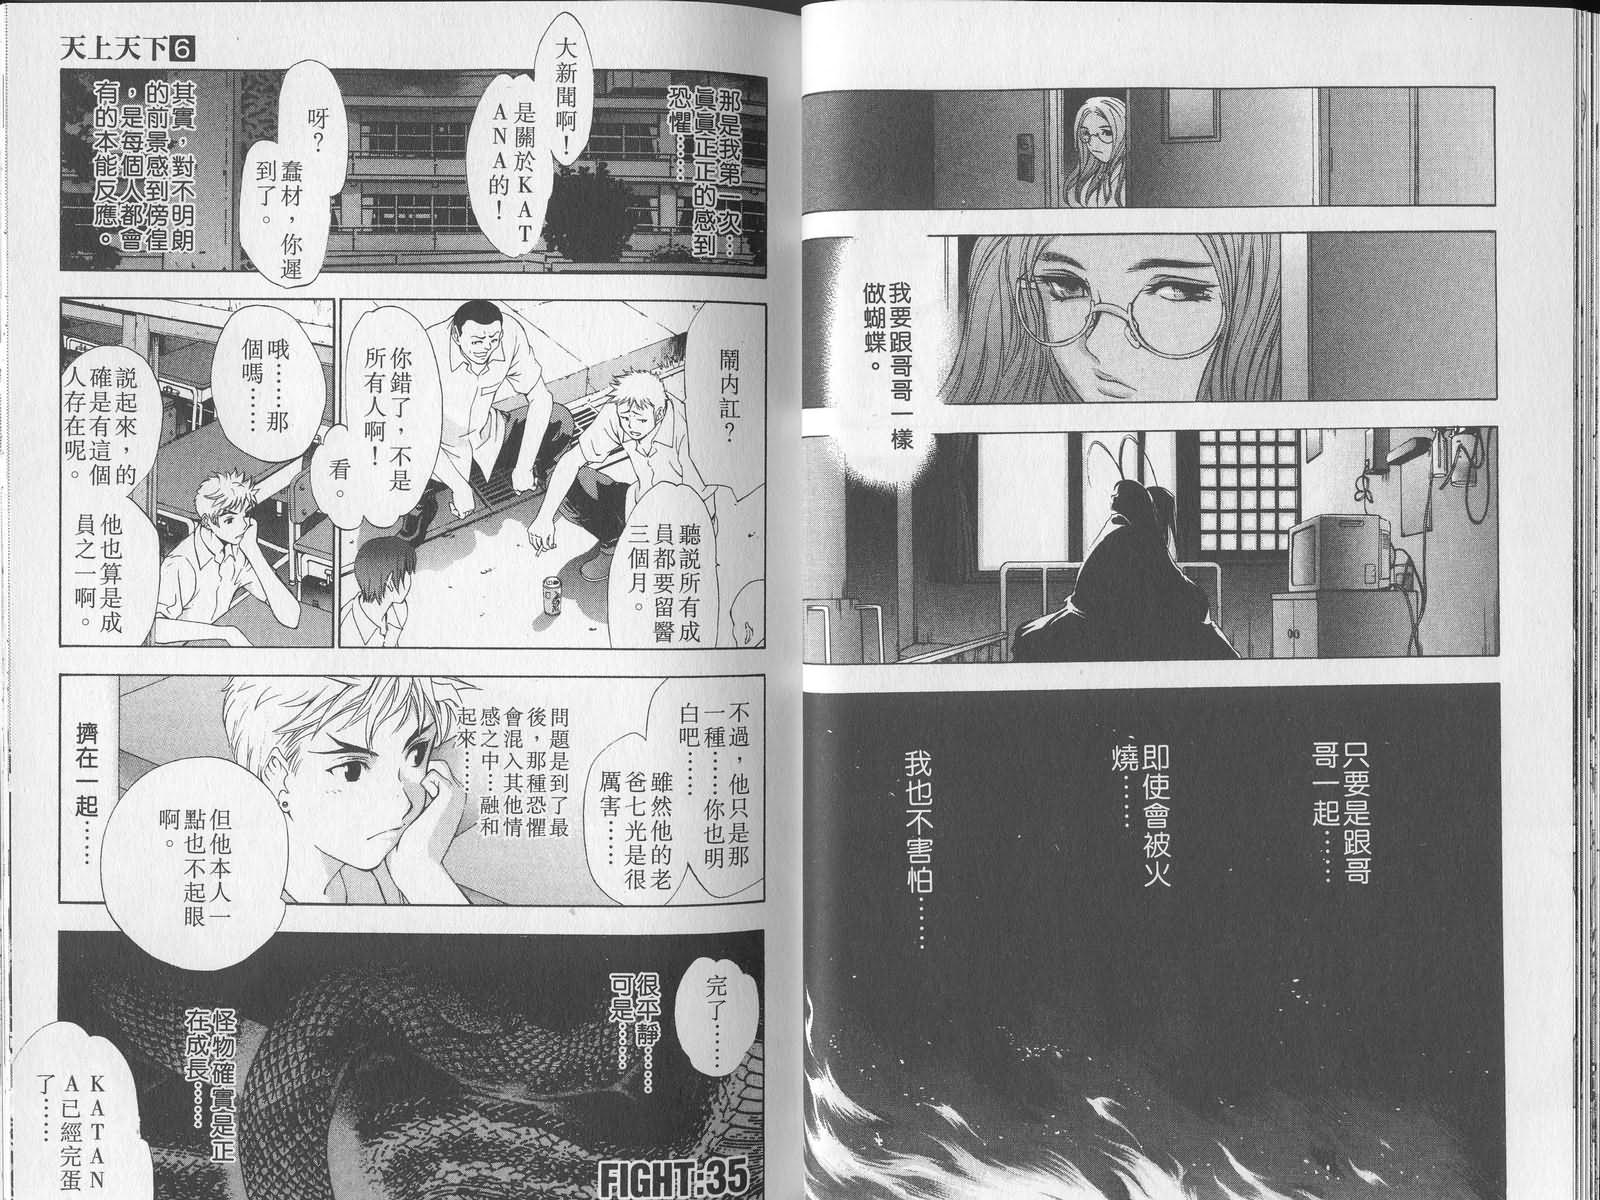 我要跟哥哥一樣
做蝴蝶。
只要是跟哥
哥一起……
即使會被火
燒……
我也不害怕……
天上天下6
那是我第一次…
真真正正的感到
恐懼……
大新聞啊！
是關於KAT
ANA的！
呀？
蠢材，你遲
到了。
其實，對不明朗
的前景感到傍徨
，是每個人都會
有的本能反應。
鬧內訌？
聽説所有成
員都要留醫
三個月。
你錯了，不是
所有人啊！
看。
哦……那
個嗎……
説起來，的
確是有這個
人存在呢。
他也算是成
員之一啊。
不過，他只是那
一種……你也明
白吧……
雖然他的老
爸七光是很
厲害……
問題是到了最
後，那種恐懼
會混入其他情
感之中…融和
起來……
但他本人一
點也不起眼
啊。
擠在一起……
完了……
很平靜……
可是……
怪物確實是正
在成長……
KATAN
A已經完蛋
了……
FIGHT:35